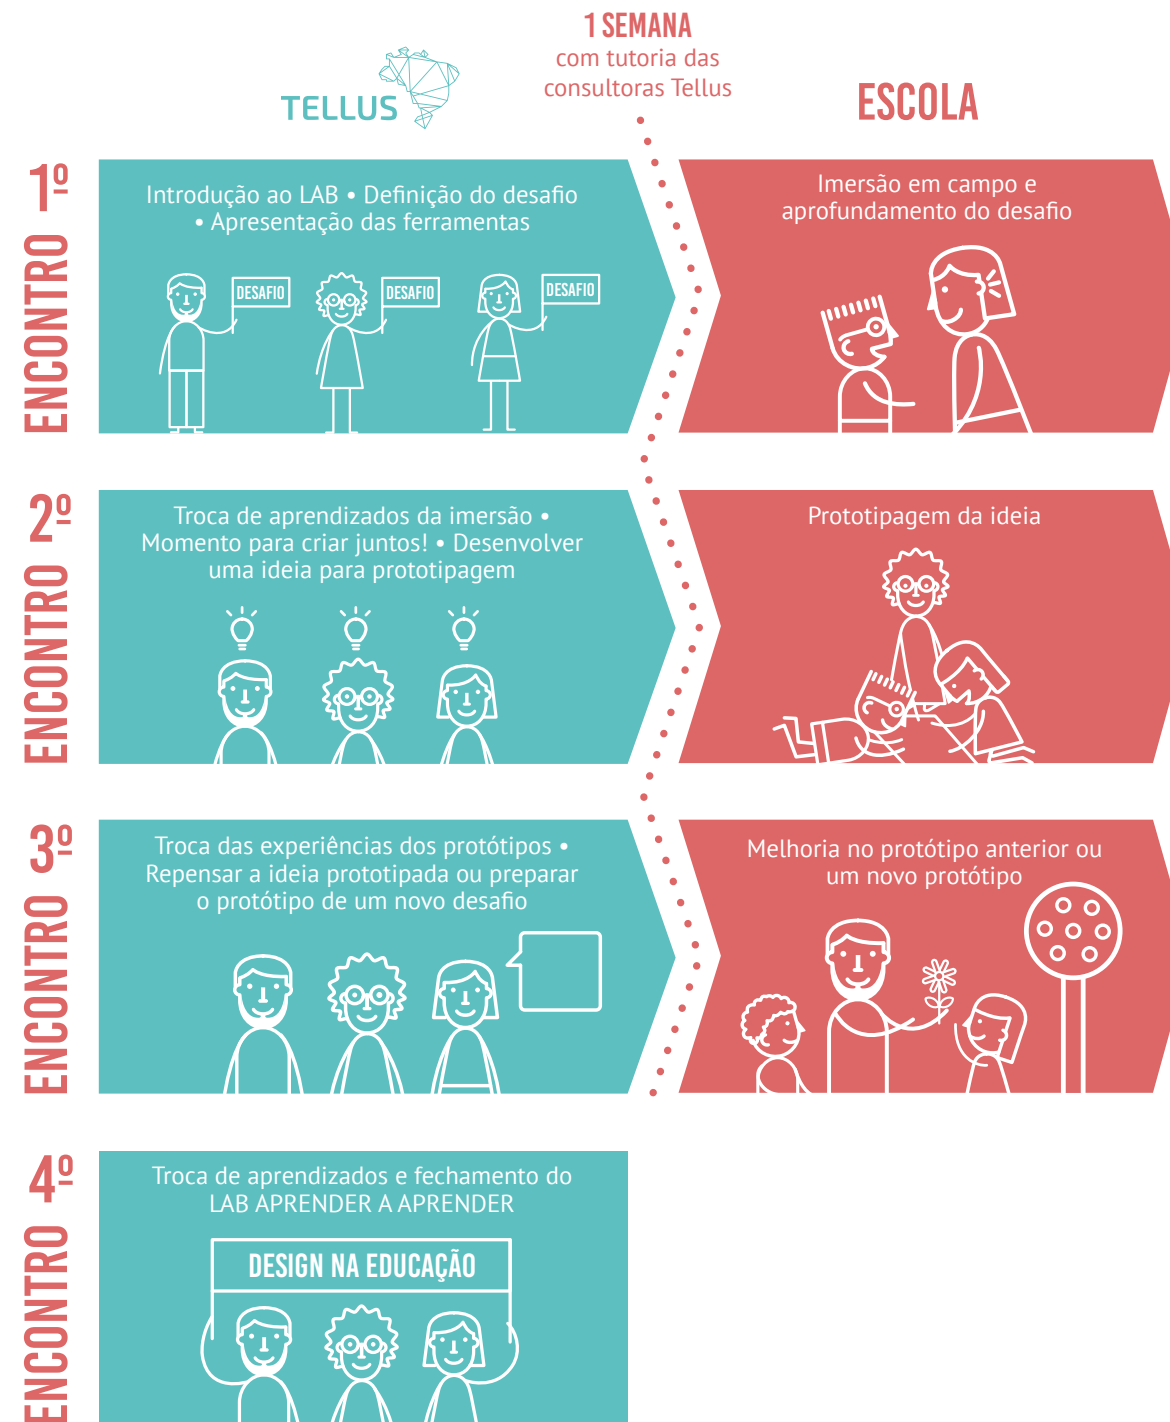 1 SEMANA
com tutoria das
consultoras Tellus
TELLUS
ESCOLA
1º
ENCONTRO
Introdução ao LAB • Definição do desafio
• Apresentação das ferramentas
DESAFIO
DESAFIO
DESAFIO
Imersão em campo e
aprofundamento do desafio
2º
ENCONTRO
Troca de aprendizados da imersão •
Momento para criar juntos! • Desenvolver
uma ideia para prototipagem
Prototipagem da ideia
3º
ENCONTRO
Troca das experiências dos protótipos •
Repensar a ideia prototipada ou preparar
o protótipo de um novo desafio
Melhoria no protótipo anterior ou
um novo protótipo
4º
ENCONTRO
Troca de aprendizados e fechamento do
LAB APRENDER A APRENDER
DESIGN NA EDUCAÇÃO